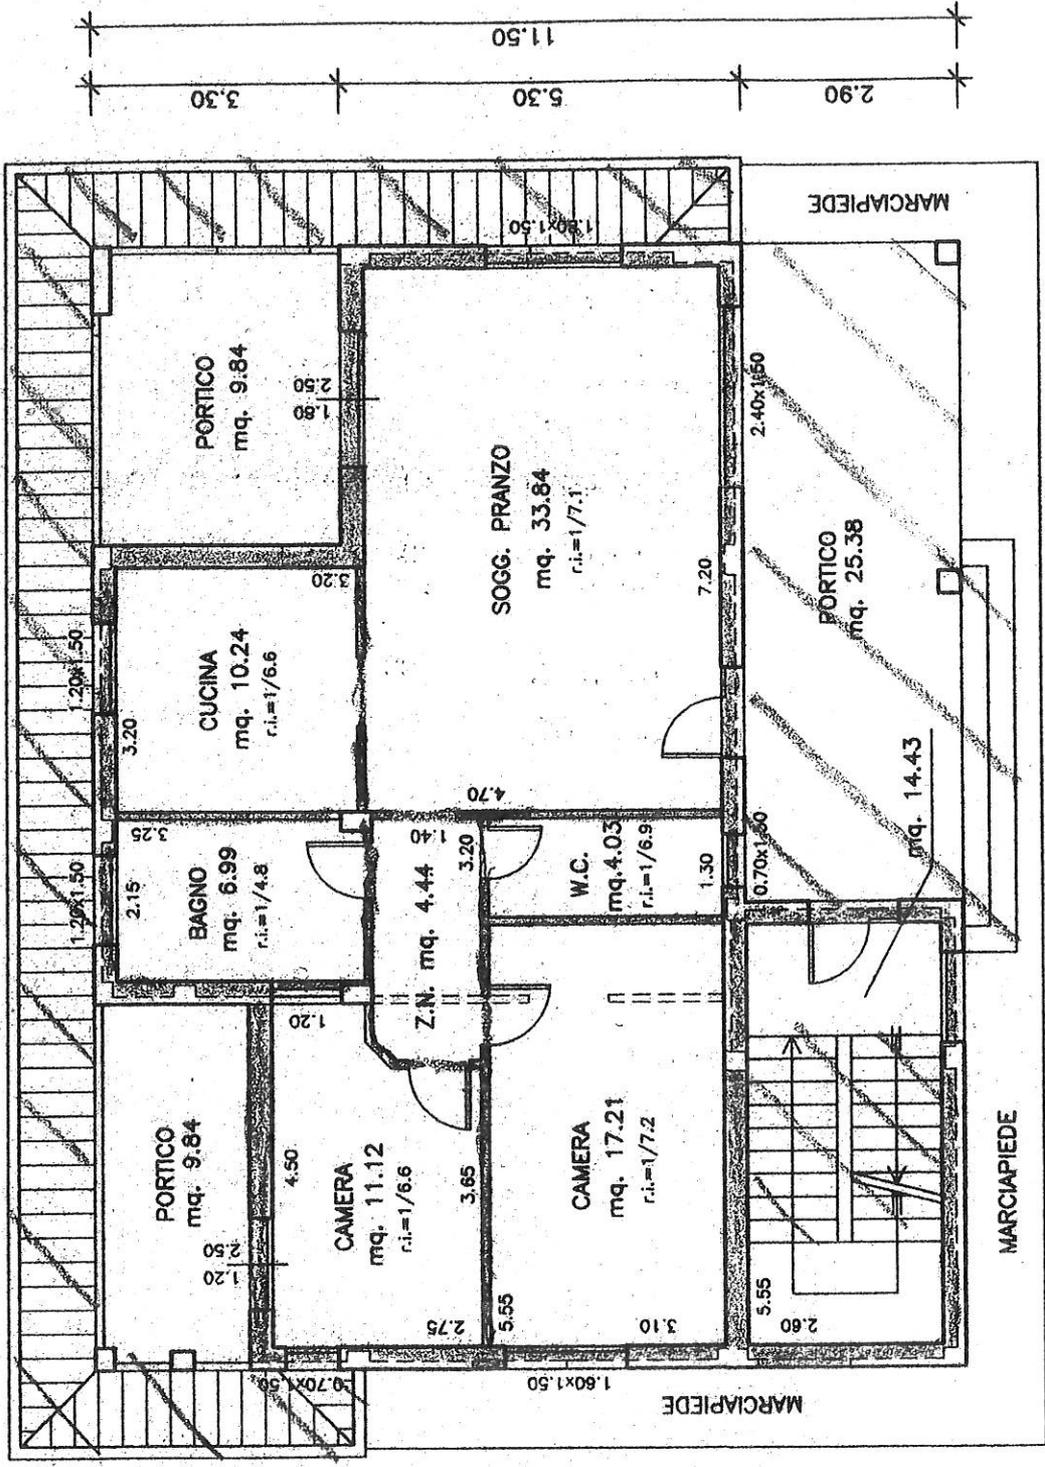 11.50
3.30
5.30
2.90
MARCIAPIEDE
1.80x1.50
PORTICO
mq. 9.84
2.50
1.80
SOGG. PRANZO
mq. 33.84
r.i.=1/7.1
2.40x1.50
7.20
4.70
PORTICO
mq. 25.38
1.20x1.50
3.20
CUCINA
mq. 10.24
r.i.=1/6.6
3.20
1.20x1.50
3.25
2.15
BAGNO
mq. 6.99
r.i.=1/4.8
1.40
3.20
Z.N. mq. 4.44
W.C.
mq.4.03
r.i.=1/6.9
1.30
0.70x1.50
mq. 14.43
PORTICO
mq. 9.84
2.50
1.20
1.20
4.50
CAMERA
mq. 11.12
r.i.=1/6.6
3.65
2.75
0.70x1.50
CAMERA
mq. 17.21
r.i.=1/7.2
5.55
3.10
1.60x1.50
5.55
2.60
MARCIAPIEDE
MARCIAPIEDE